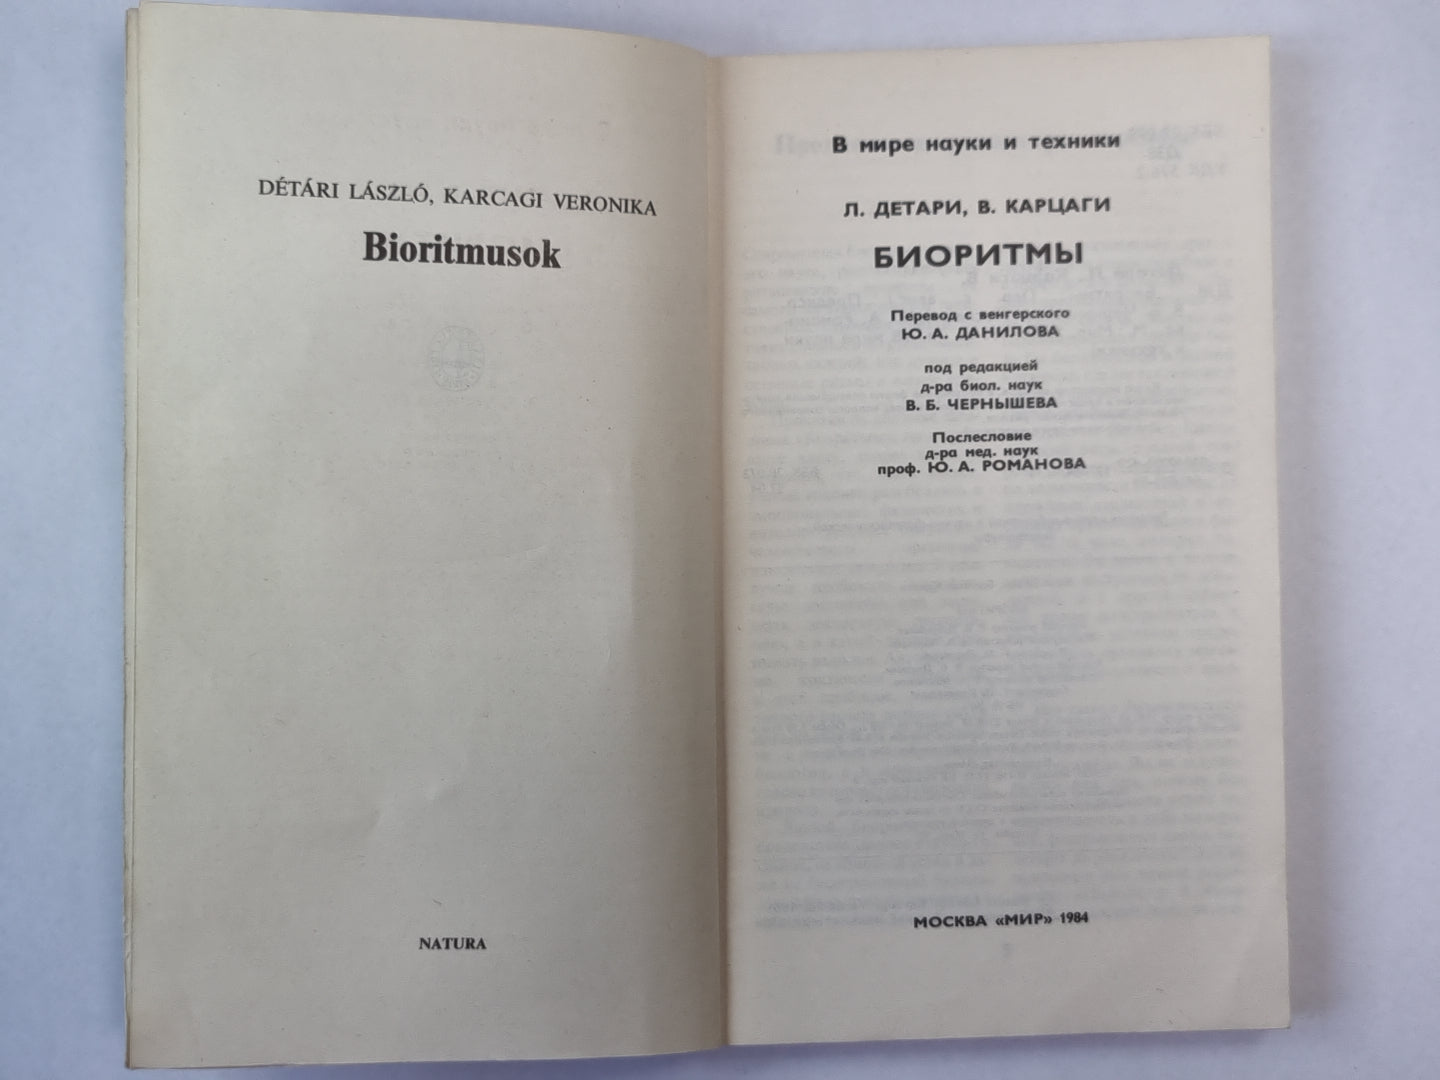 DÉTÁRI LÁSZLÓ, KARCAGI VERONIKA
Bioritmusok
NATURA
В мире науки и техники
Л. ДЕТАРИ, В. КАРЦАГИ
БИОРИТМЫ
Перевод с венгерского
Ю. А. ДАНИЛОВА
под редакцией
д-ра биол. наук
В. Б. ЧЕРНЫШЕВА
Послесловие
д-ра мед. наук
проф. Ю. А. РОМАНОВА
МОСКВА «МИР» 1984